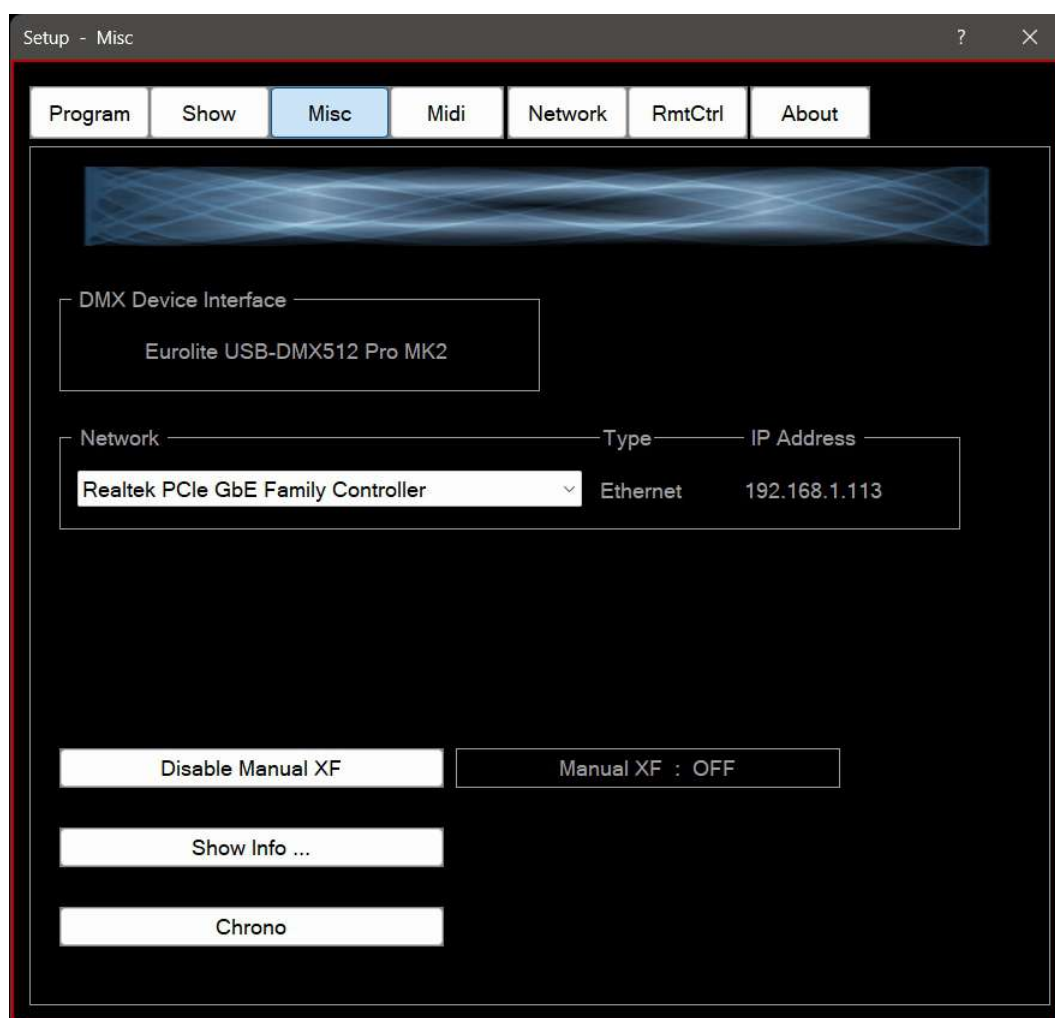 Setup - Misc ?
Program Show Misc Midi Network RmtCtrl About
DMX Device Interface
Eurolite USB-DMX512 Pro MK2
Network Type IP Address
Realtek PCIe GbE Family Controller Ethernet 192.168.1.113
Disable Manual XF Manual XF : OFF
Show Info ...
Chrono